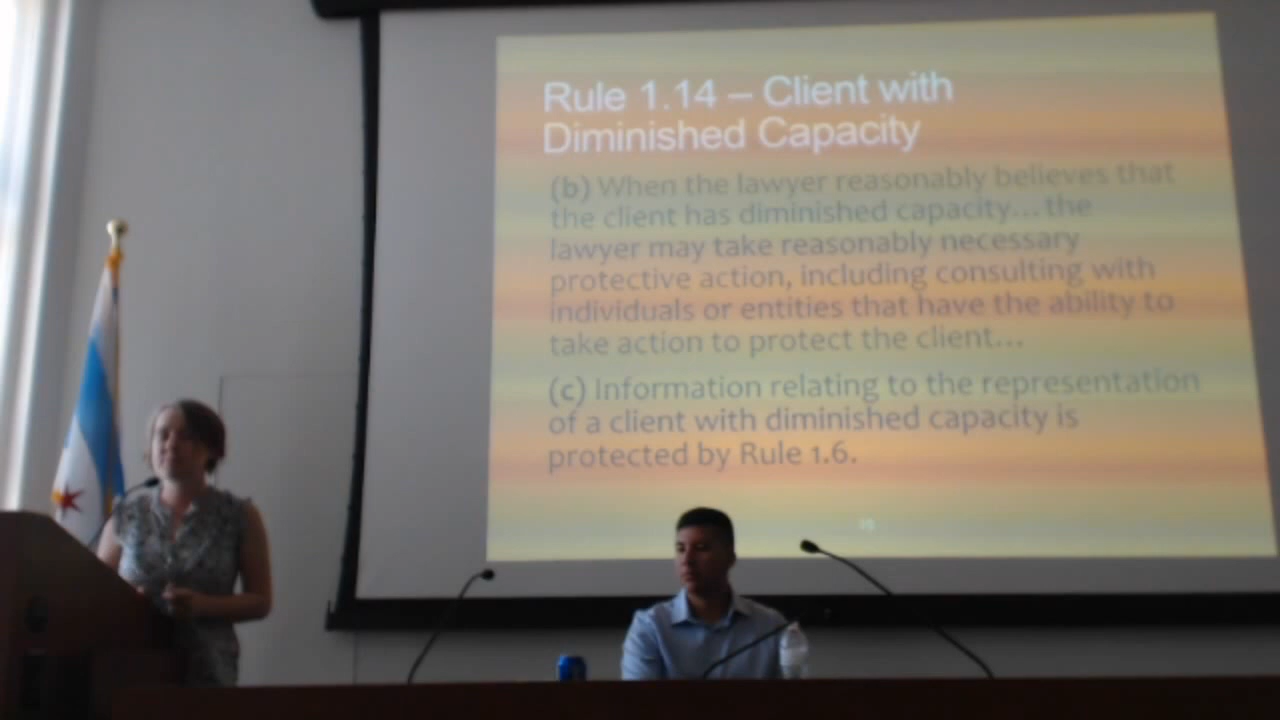 Rule 1.14 – Client with
Diminished Capacity
(b) When the lawyer reasonably believes that
the client has diminished capacity... the
lawyer may take reasonably necessary
protective action, including consulting with
individuals or entities that have the ability to
take action to protect the client...
(c) Information relating to the representation
of a client with diminished capacity is
protected by Rule 1.6.